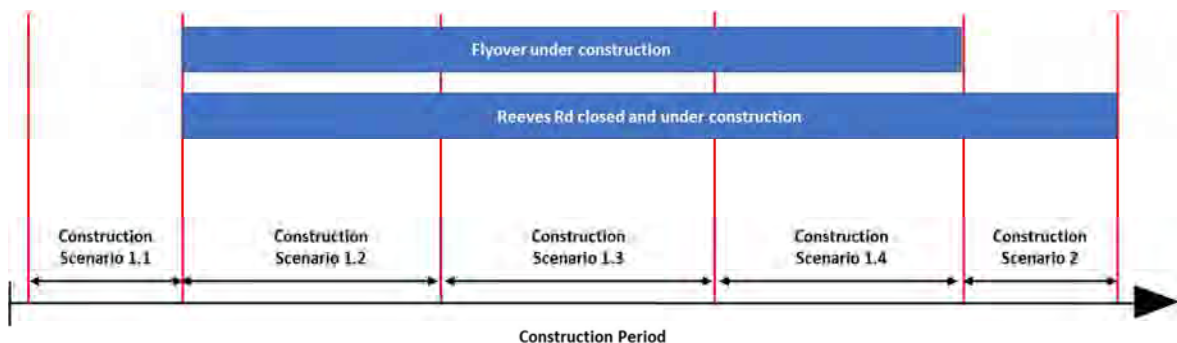 Flyover under construction
Reeves Rd closed and under construction
Construction
Scenario 1.1
Construction
Scenario 1.2
Construction
Scenario 1.3
Construction
Scenario 1.4
Construction
Scenario 2
Construction Period